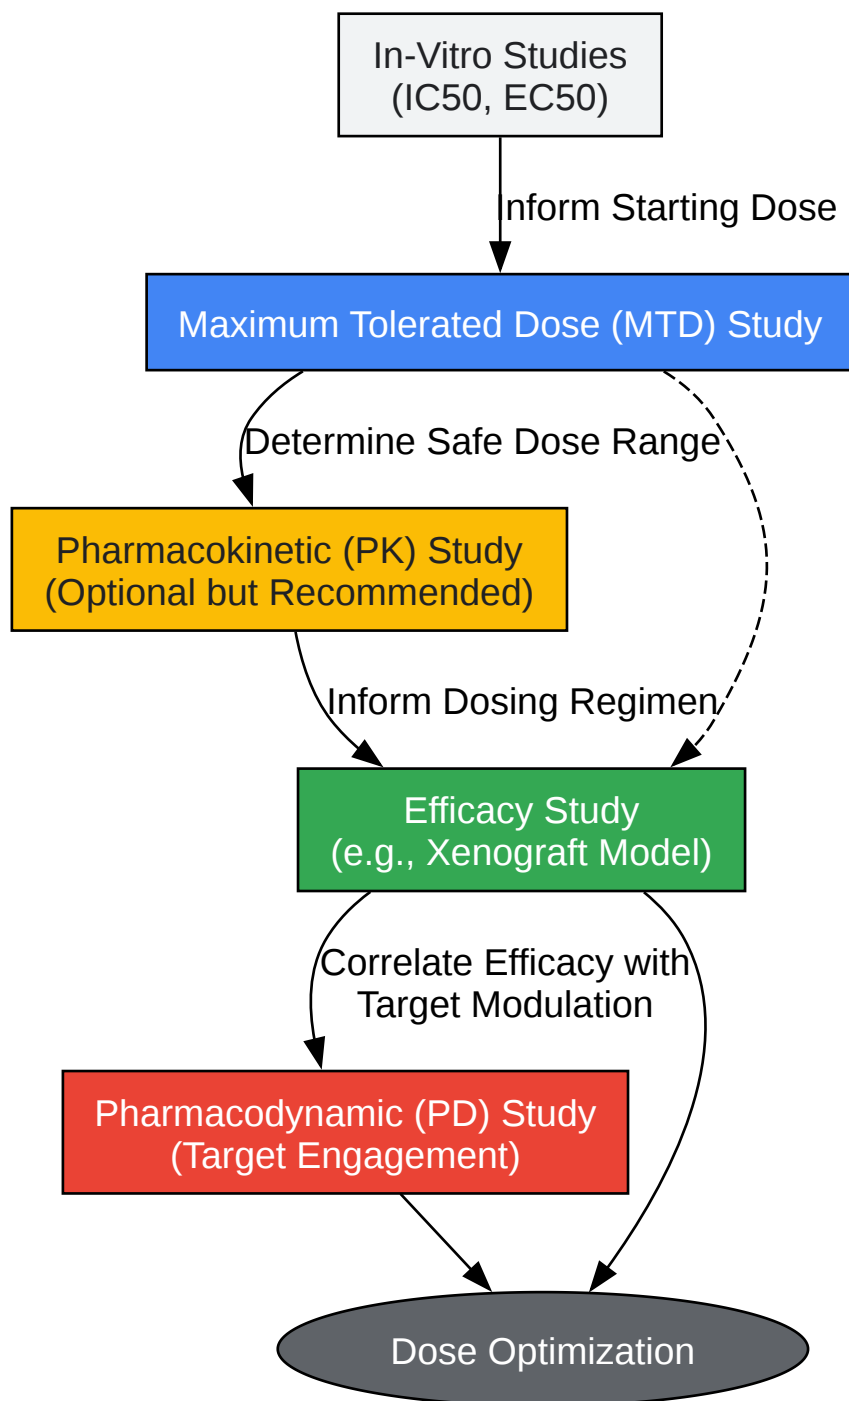 In-Vitro Studies
(IC50, EC50)
Inform Starting Dose
Maximum Tolerated Dose (MTD) Study
Determine Safe Dose Range
Pharmacokinetic (PK) Study
(Optional but Recommended)
Inform Dosing Regimen
Efficacy Study
(e.g., Xenograft Model)
Correlate Efficacy with
Target Modulation
Pharmacodynamic (PD) Study
(Target Engagement)
Dose Optimization